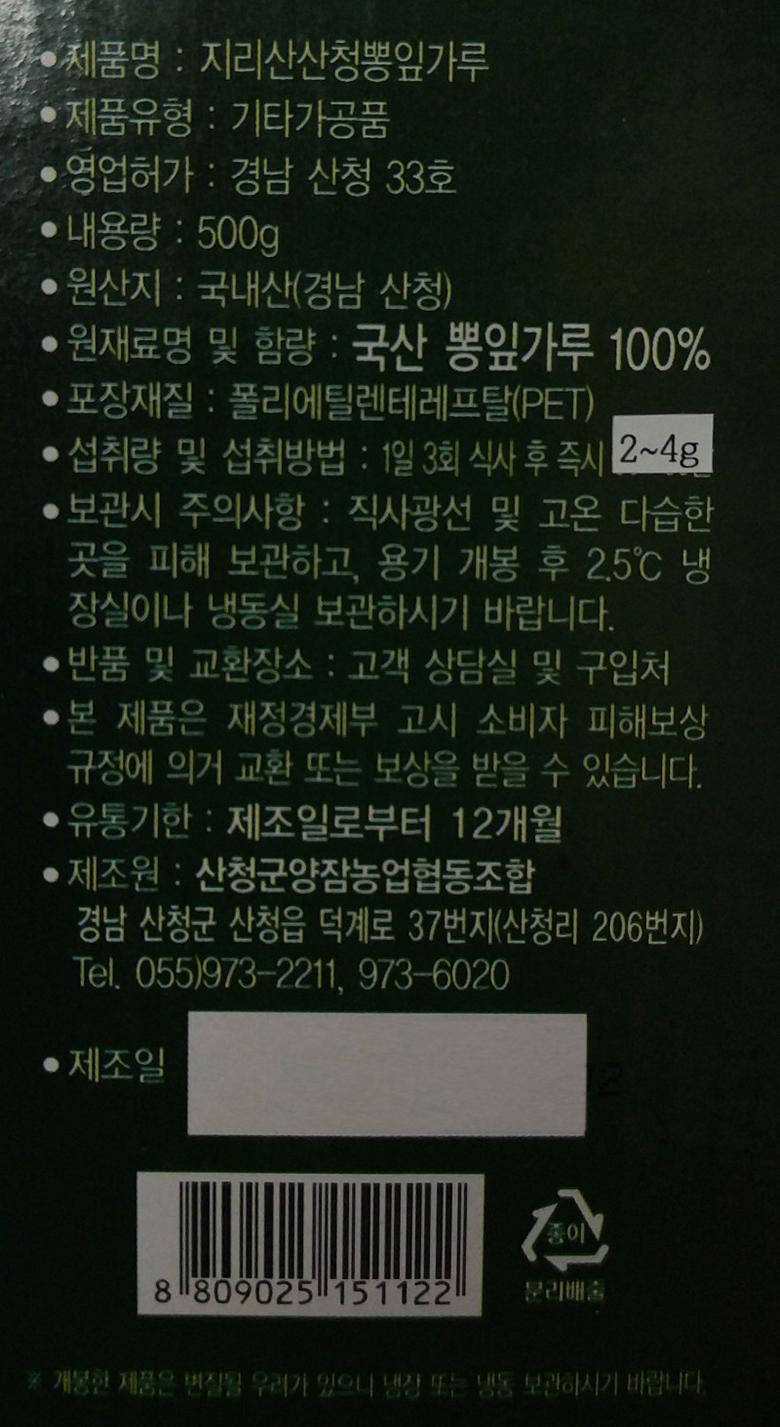 • 제품명 : 지리산산청뽕잎가루
• 제품유형 : 기타가공품
• 영업허가 : 경남 산청 33호
• 내용량 : 500g
• 원산지 : 국내산(경남 산청)
• 원재료명 및 함량 : 국산 뽕잎가루 100%
• 포장재질 : 폴리에틸렌테레프탈(PET)
• 섭취량 및 섭취방법 : 1일 3회 식사 후 즉시 2~4g
• 보관시 주의사항 : 직사광선 및 고온 다습한
곳을 피해 보관하고, 용기 개봉 후 2.5℃ 냉
장실이나 냉동실 보관하시기 바랍니다.
• 반품 및 교환장소 : 고객 상담실 및 구입처
• 본 제품은 재정경제부 고시 소비자 피해보상
규정에 의거 교환 또는 보상을 받을 수 있습니다.
• 유통기한 : 제조일로부터 12개월
• 제조원 : 산청군양잠농업협동조합
경남 산청군 산청읍 덕계로 37번지(산청리 206번지)
Tel. 055)973-2211, 973-6020
• 제조일
8 809025 151122
종이
분리배출
※ 개봉한 제품은 변질될 우려가 있으니 냉장 또는 냉동 보관하시기 바랍니다.